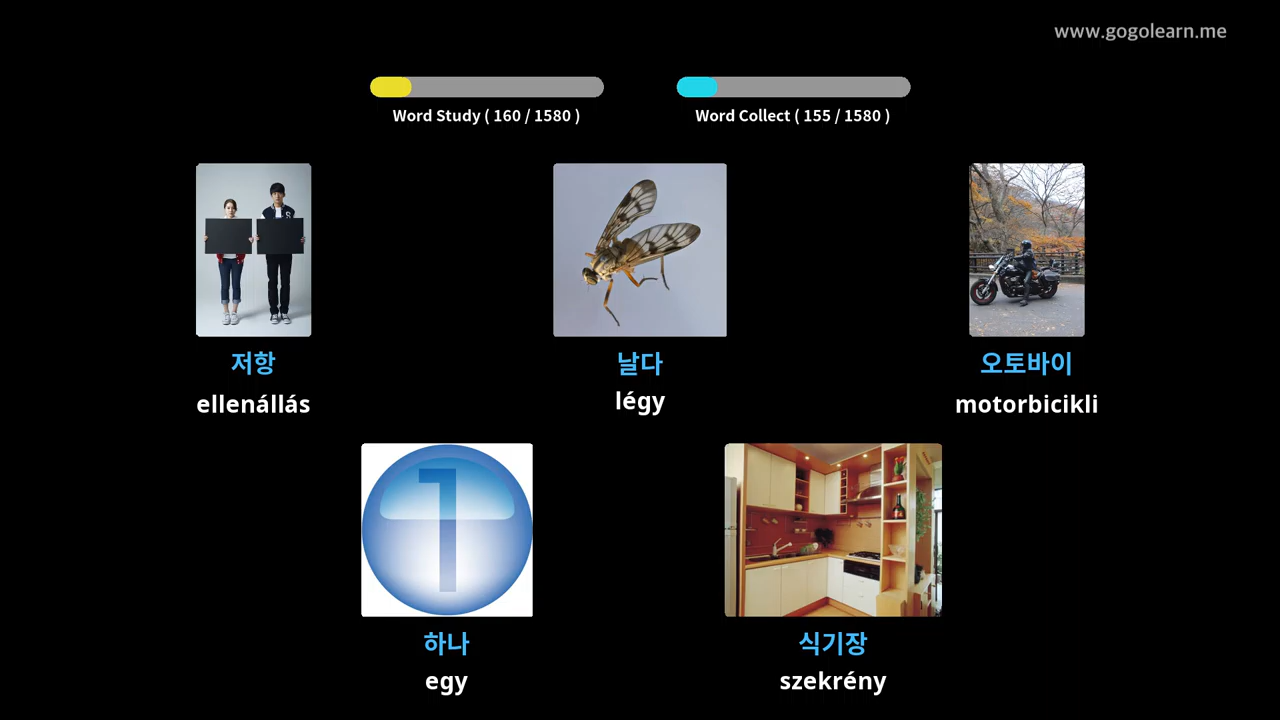 www.gogolearn.me
Word Study ( 160 / 1580 )
Word Collect ( 155 / 1580 )
저항
날다
오토바이
ellenállás
légy
motorbicikli
1
하나
식기장
egy
szekrény